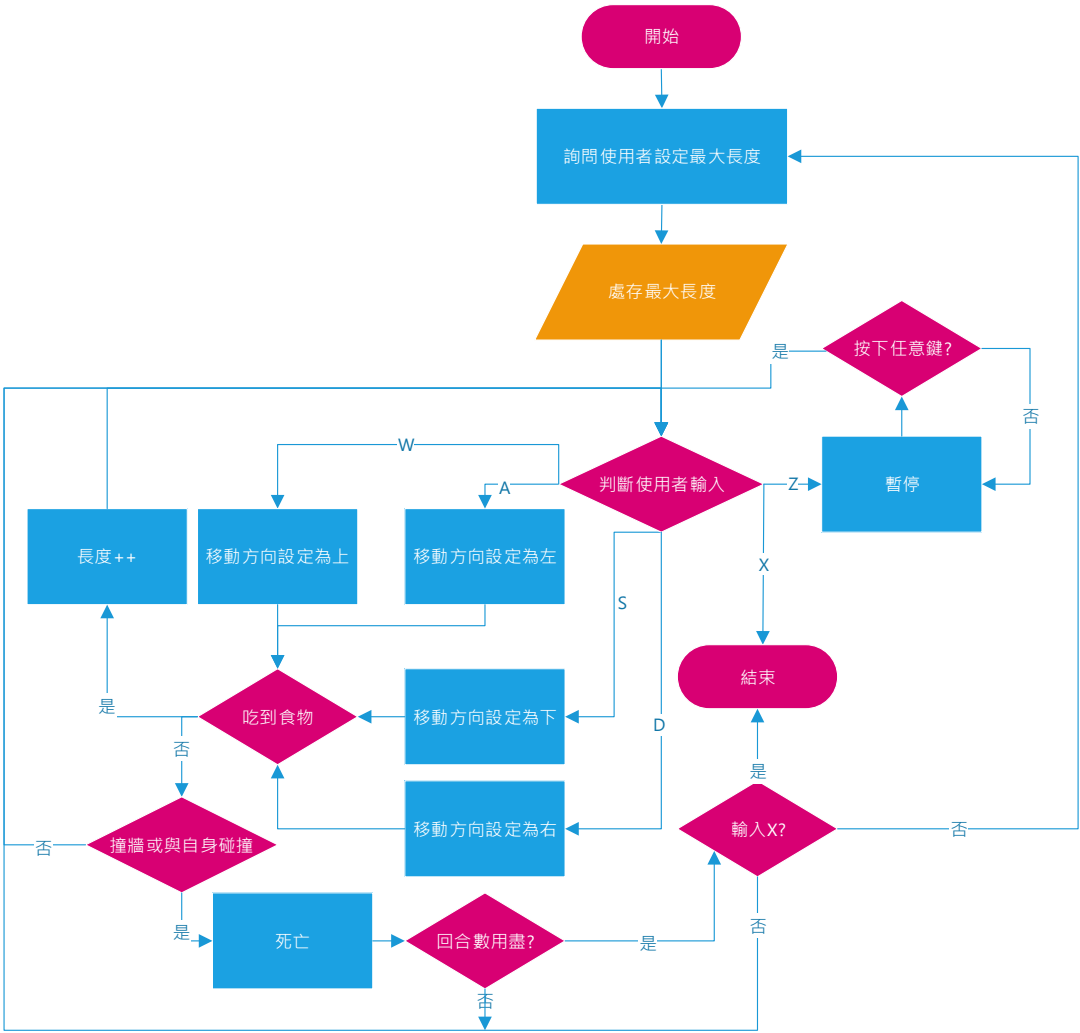 開始
詢問使用者設定最大長度
處存最大長度
按下任意鍵?
是
否
W
A
判斷使用者輸入
Z
暫停
長度++
移動方向設定為上
移動方向設定為左
X
S
結束
是
吃到食物
移動方向設定為下
D
否
是
撞牆或與自身碰撞
移動方向設定為右
輸入X?
否
否
是
死亡
回合數用盡?
是
否
否